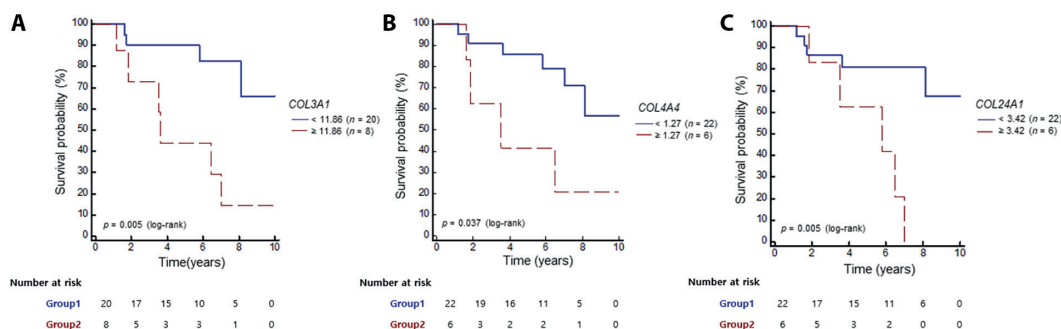 A
Survival probability (%)
100
90
80
70
60
50
40
30
20
10
0
p = 0.005 (log-rank)
0 2 4 6 8 10
Time(years)
COL3A1
< 11.86 (n = 20)
≥ 11.86 (n = 8)
Number at risk
Group1 20 17 15 10 5 0
Group2 8 5 3 3 1 0
B
Survival probability (%)
100
90
80
70
60
50
40
30
20
10
0
p = 0.037 (log-rank)
0 2 4 6 8 10
Time (years)
COL4A4
< 1.27 (n = 22)
≥ 1.27 (n = 6)
Number at risk
Group1 22 19 16 11 5 0
Group2 6 3 2 2 1 0
C
Survival probability (%)
100
90
80
70
60
50
40
30
20
10
0
p = 0.005 (log-rank)
0 2 4 6 8 10
Time (years)
COL24A1
< 3.42 (n = 22)
≥ 3.42 (n = 6)
Number at risk
Group1 22 17 15 11 6 0
Group2 6 5 3 2 0 0